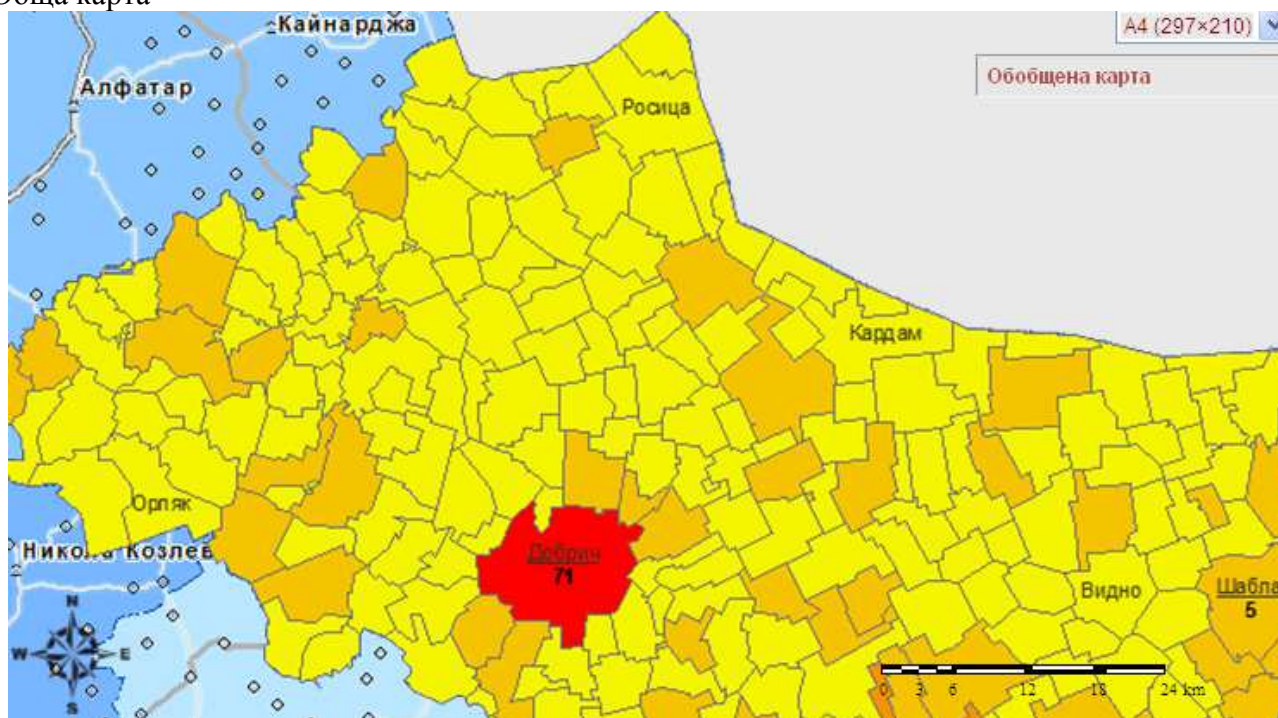 Обща карта
Кайнарджа
A4 (297×210)
Алфатар
Обобщена карта
Росица
Кардам
Орляк
Никола Козлев
Добрич
71
Видно
Шабла
5
N
W E
S
0 3 6 12 18 24 km